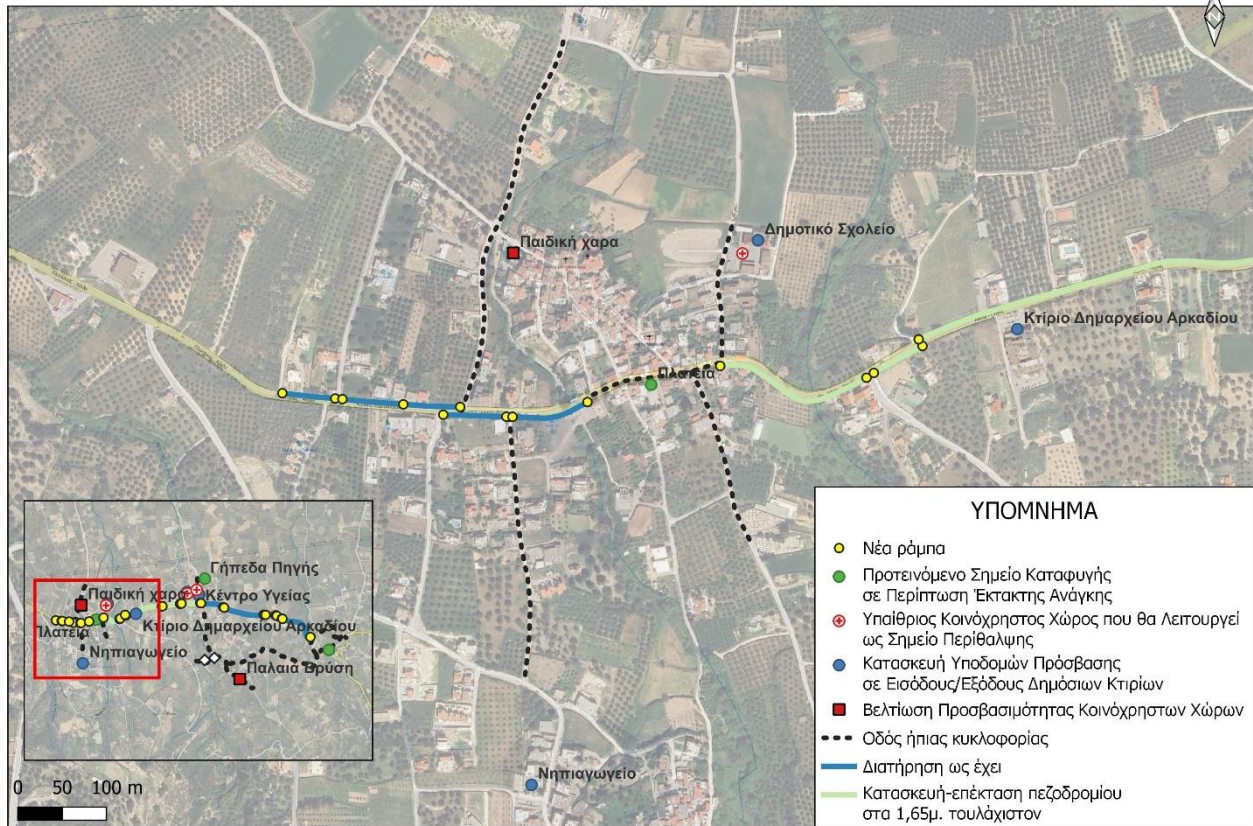 Παιδική χαρα
Δημοτικό Σχολείο
Κτίριο Δημαρχείου Αρκαδίου
Πλατεία
Νηπιαγωγείο
Γήπεδα Πηγής
Παιδική χαρα
Κέντρο Υγείας
Πλατεία
Κτίριο Δημαρχείου Αρκαδίου
Νηπιαγωγείο
Παλαιά Βρύση
0 50 100 m
ΥΠΟΜΝΗΜΑ
Νέα ράμπα
Προτεινόμενο Σημείο Καταφυγής
σε Περίπτωση Έκτακτης Ανάγκης
Υπαίθριος Κοινόχρηστος Χώρος που θα Λειτουργεί
ως Σημείο Περίθαλψης
Κατασκευή Υποδομών Πρόσβασης
σε Εισόδους/Εξόδους Δημόσιων Κτιρίων
Βελτίωση Προσβασιμότητας Κοινόχρηστων Χώρων
Οδός ήπιας κυκλοφορίας
Διατήρηση ως έχει
Κατασκευή-επέκταση πεζοδρομίου
στα 1,65μ. τουλάχιστον